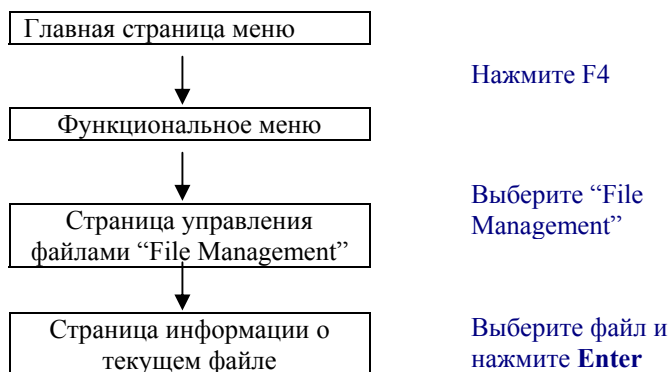 Главная страница меню
Нажмите F4
Функциональное меню
Выберите “File
Management”
Страница управления
файлами “File Management”
Страница информации о
текущем файле
Выберите файл и
нажмите Enter